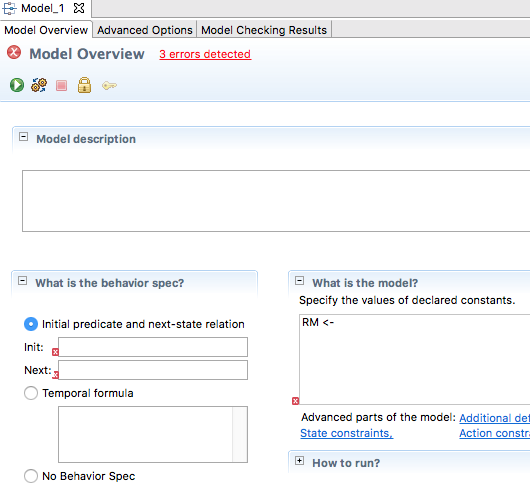 Model_1
Model Overview Advanced Options Model Checking Results
Model Overview 3 errors detected
Model description
What is the behavior spec?
Initial predicate and next-state relation
Init:
Next:
Temporal formula
No Behavior Spec
What is the model?
Specify the values of declared constants.
RM <-
Advanced parts of the model: Additional def
State constraints, Action constra
How to run?